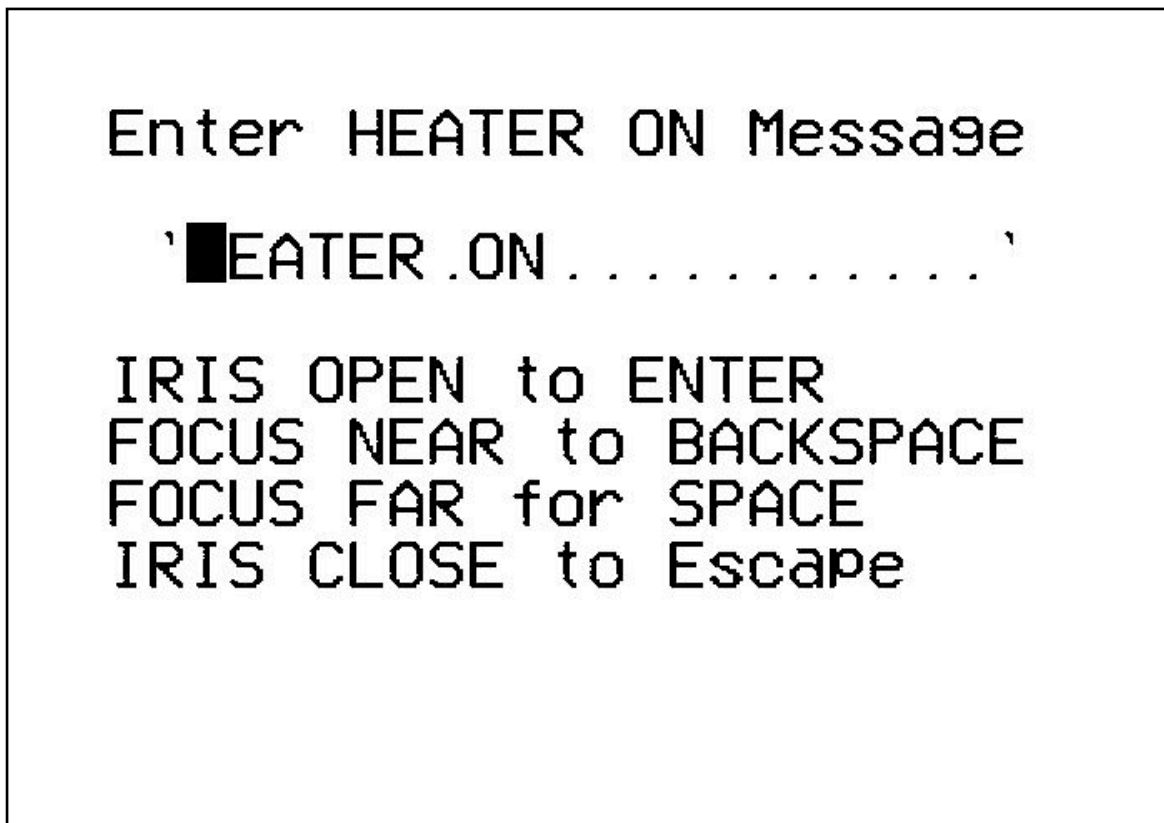 Enter HEATER ON Message
'█EATER.ON...........'
IRIS OPEN to ENTER
FOCUS NEAR to BACKSPACE
FOCUS FAR for SPACE
IRIS CLOSE to Escape